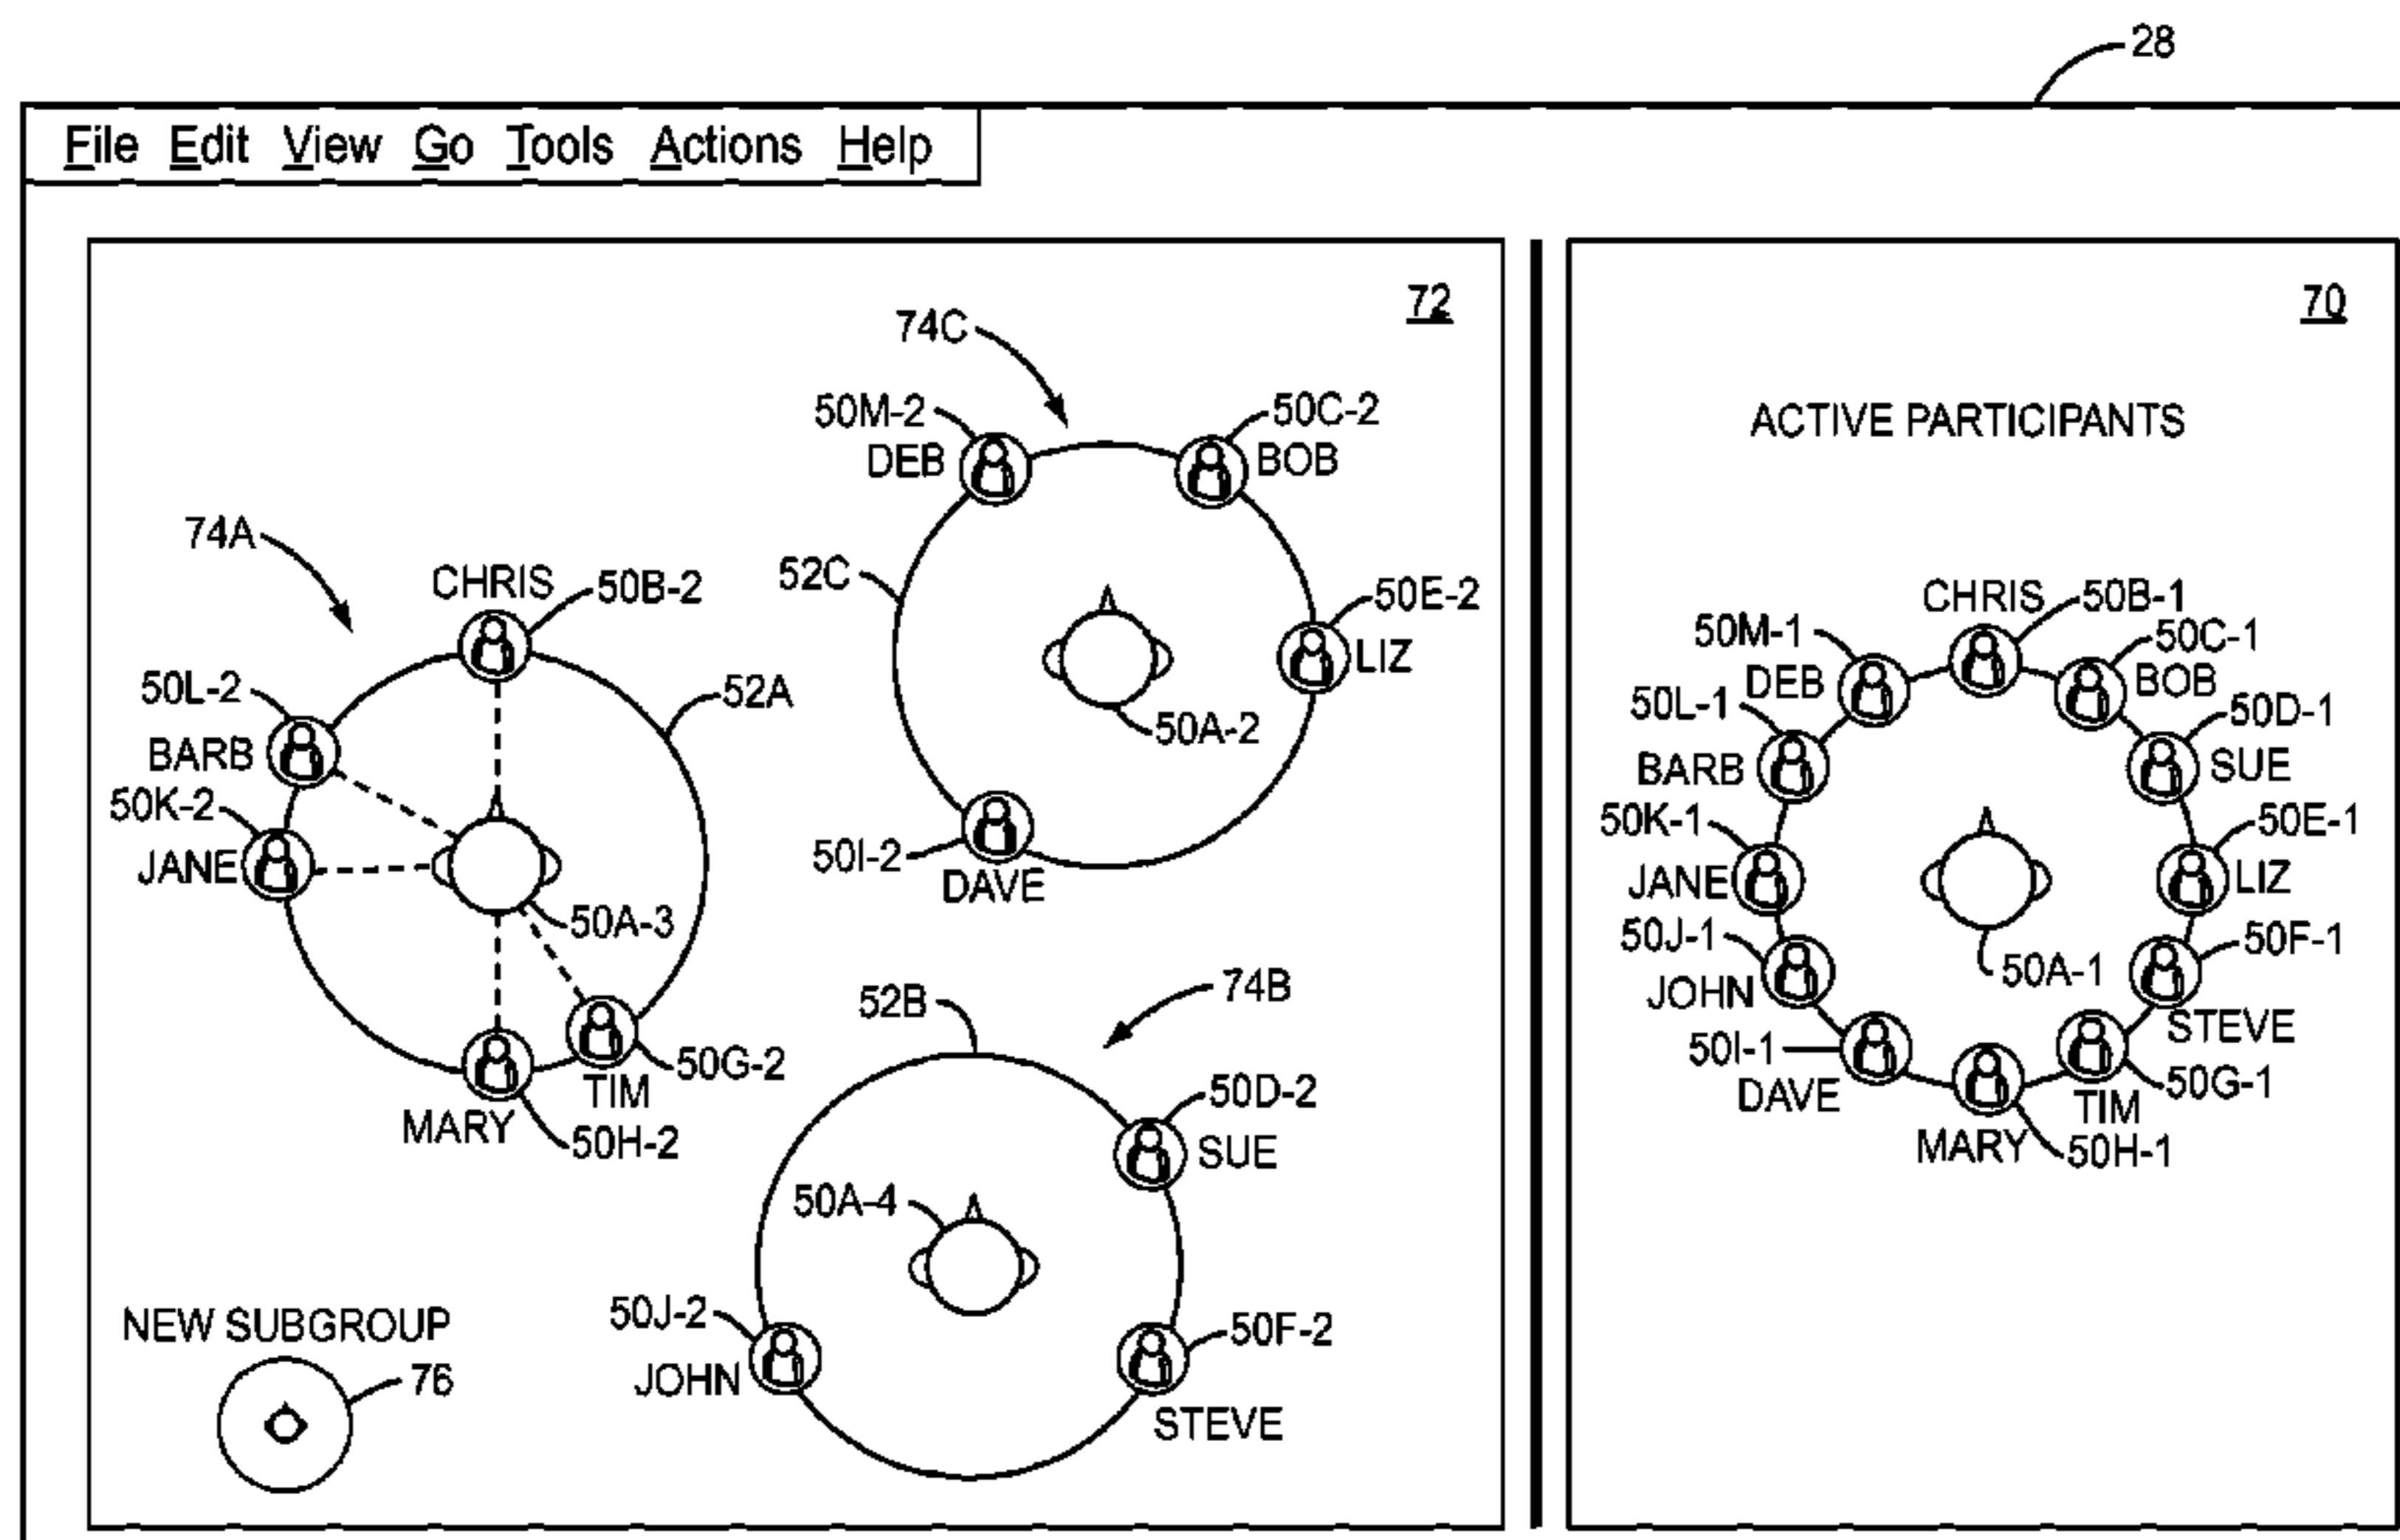 28
File Edit View Go Tools Actions Help
72
74C
50M-2
50C-2
DEB
BOB
74A
52C
CHRIS
50B-2
50E-2
LIZ
50L-2
52A
BARB
50A-2
50K-2
JANE
50I-2
DAVE
50A-3
52B
74B
50G-2
TIM
MARY
50H-2
50D-2
SUE
50A-4
50J-2
JOHN
50F-2
STEVE
NEW SUBGROUP
76
70
ACTIVE PARTICIPANTS
CHRIS
50B-1
50M-1
50C-1
DEB
BOB
50L-1
50D-1
BARB
SUE
50K-1
50E-1
JANE
LIZ
50J-1
50F-1
50A-1
JOHN
STEVE
50I-1
50G-1
DAVE
TIM
MARY
50H-1